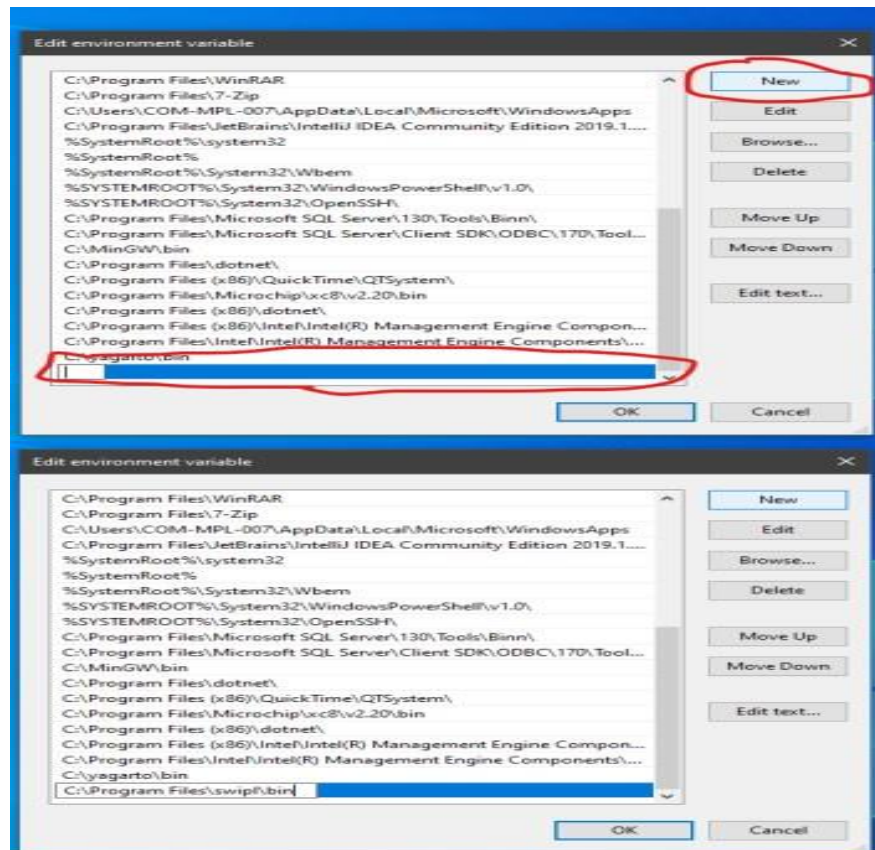 Edit environment variable
C:\Program Files\WinRAR
New
C:\Program Files\7-Zip
C:\Users\COM-MPL-007\AppData\Local\Microsoft\WindowsApps
Edit
C:\Program Files\JetBrains\IntelliJ IDEA Community Edition 2019.1....
%SystemRoot%\system32
Browse...
%SystemRoot%
%SystemRoot%\System32\Wbem
Delete
%SYSTEMROOT%\System32\WindowsPowerShell\v1.0\
%SYSTEMROOT%\System32\OpenSSH\
C:\Program Files\Microsoft SQL Server\130\Tools\Binn\
Move Up
C:\Program Files\Microsoft SQL Server\Client SDK\ODBC\170\Tool...
C:\MinGW\bin
Move Down
C:\Program Files\dotnet\
C:\Program Files (x86)\QuickTime\QTSystem\
C:\Program Files\Microchip\xc8\v2.20\bin
Edit text...
C:\Program Files (x86)\dotnet\
C:\Program Files (x86)\Intel\Intel(R) Management Engine Compon...
C:\Program Files\Intel\Intel(R) Management Engine Components\...
C:\yagarto\bin
OK
Cancel
Edit environment variable
C:\Program Files\WinRAR
New
C:\Program Files\7-Zip
C:\Users\COM-MPL-007\AppData\Local\Microsoft\WindowsApps
Edit
C:\Program Files\JetBrains\IntelliJ IDEA Community Edition 2019.1....
%SystemRoot%\system32
Browse...
%SystemRoot%
%SystemRoot%\System32\Wbem
Delete
%SYSTEMROOT%\System32\WindowsPowerShell\v1.0\
%SYSTEMROOT%\System32\OpenSSH\
C:\Program Files\Microsoft SQL Server\130\Tools\Binn\
Move Up
C:\Program Files\Microsoft SQL Server\Client SDK\ODBC\170\Tool...
C:\MinGW\bin
Move Down
C:\Program Files\dotnet\
C:\Program Files (x86)\QuickTime\QTSystem\
C:\Program Files\Microchip\xc8\v2.20\bin
Edit text...
C:\Program Files (x86)\dotnet\
C:\Program Files (x86)\Intel\Intel(R) Management Engine Compon...
C:\Program Files\Intel\Intel(R) Management Engine Components\...
C:\yagarto\bin
C:\Program Files\swipl\bin
OK
Cancel